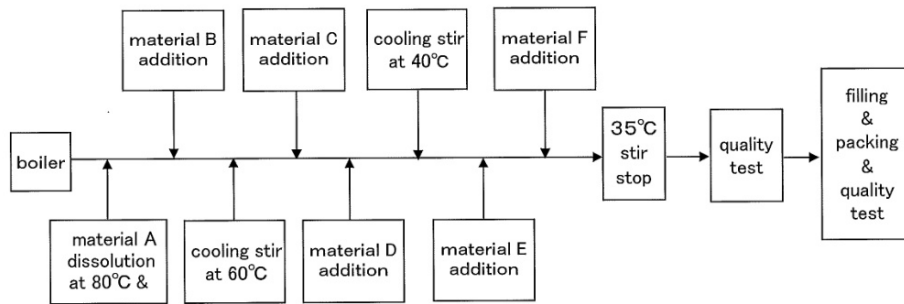 material B
addition
material C
addition
cooling stir
at 40℃
material F
addition
boiler
35℃
stir
stop
quality
test
filling
&
packing
&
quality
test
material A
dissolution
at 80℃ &
cooling stir
at 60℃
material D
addition
material E
addition